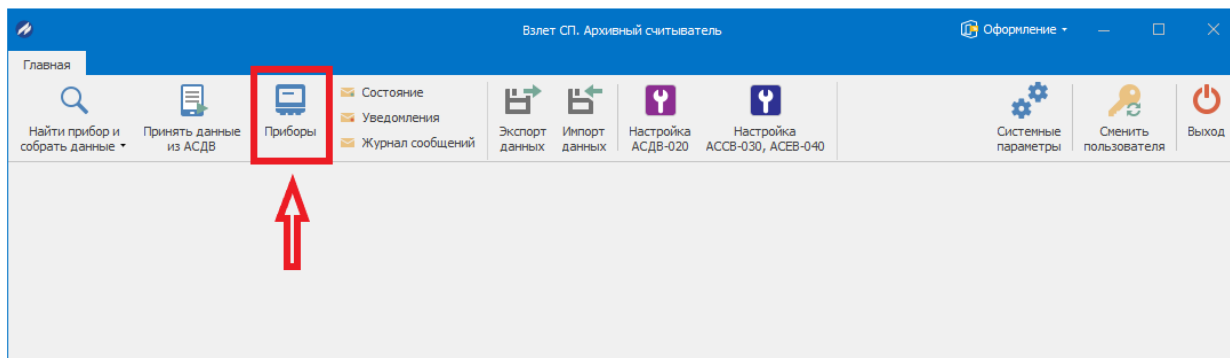 Взлет СП. Архивный считыватель
Оформление
Главная
Найти прибор и
собрать данные
Принять данные
из АСДВ
Приборы
Состояние
Уведомления
Журнал сообщений
Экспорт
данных
Импорт
данных
Настройка
АСДВ-020
Настройка
АССВ-030, АСЕВ-040
Системные
параметры
Сменить
пользователя
Выход